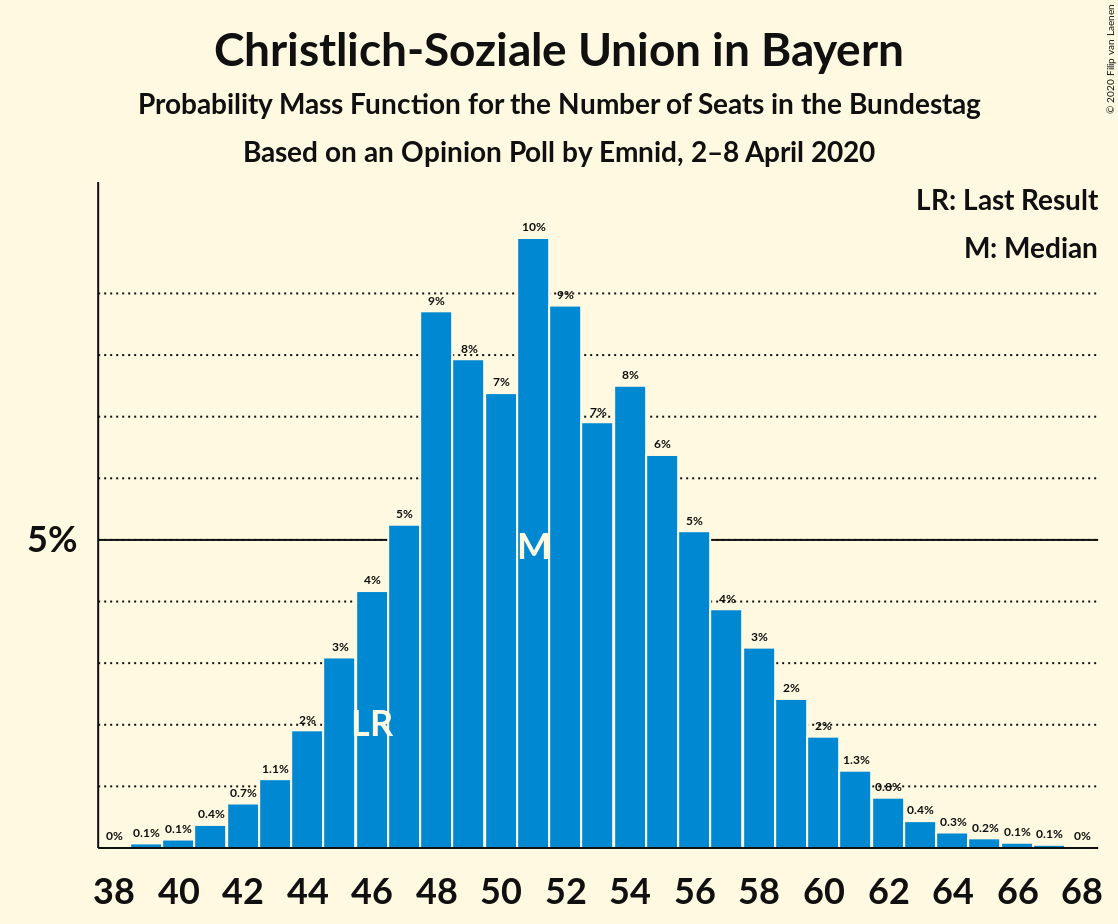 Christlich-Soziale Union in Bayern
Probability Mass Function for the Number of Seats in the Bundestag
Based on an Opinion Poll by Emnid, 2–8 April 2020
© 2020 Filip van Laenen
LR: Last Result
M: Median
5%
0% 0.1% 0.1% 0.4% 0.7% 1.1% 2% 3% 4% 5% 9% 8% 7% 10% 9% 7% 8% 6% 5% 4% 3% 2% 2% 1.3% 0.8% 0.4% 0.3% 0.2% 0.1% 0.1% 0%
LR
M
38 40 42 44 46 48 50 52 54 56 58 60 62 64 66 68